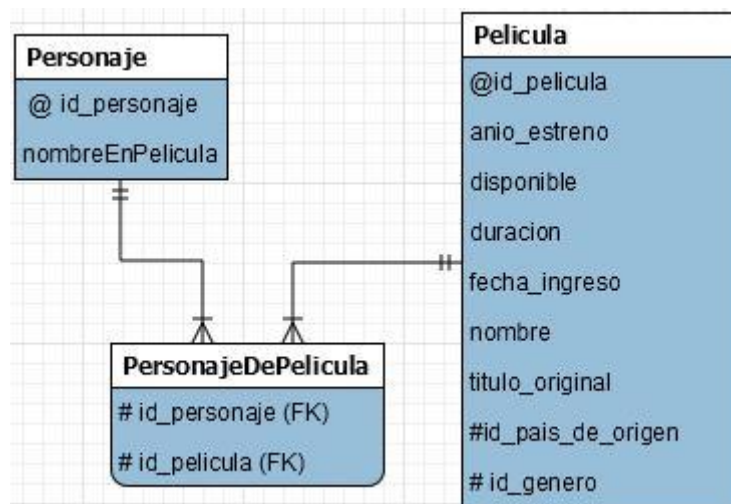 Personaje
@ id_personaje
nombreEnPelicula
Pelicula
@id_pelicula
anio_estreno
disponible
duracion
fecha_ingreso
nombre
titulo_original
#id_pais_de_origen
# id_genero
PersonajeDePelicula
# id_personaje (FK)
# id_pelicula (FK)